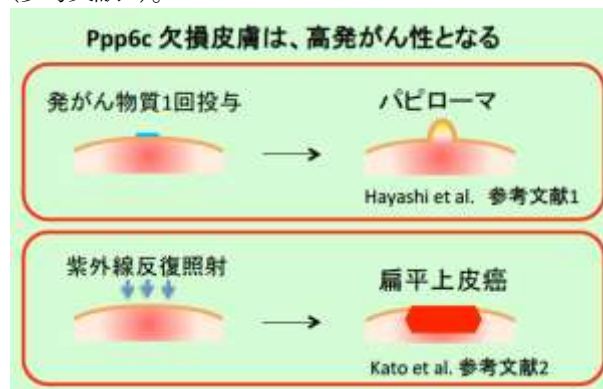 Ppp6c 欠損皮膚は、高発がん性となる
発がん物質1回投与
パピローマ
Hayashi et al. 参考文献1
紫外線反復照射
扁平上皮癌
Kato et al. 参考文献2